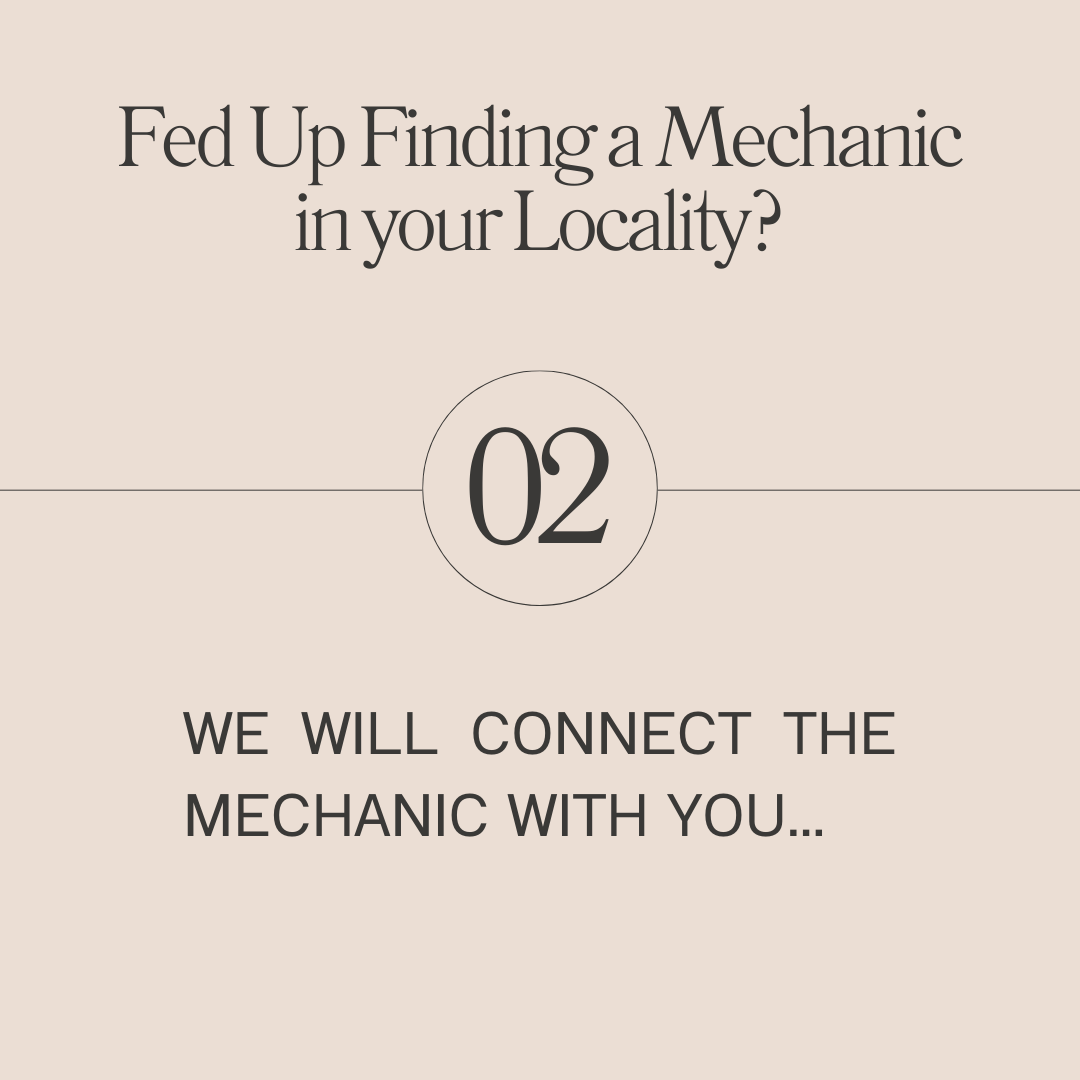 Fed Up Finding a Mechanic
in your Locality?
02
WE WILL CONNECT THE
MECHANIC WITH YOU...